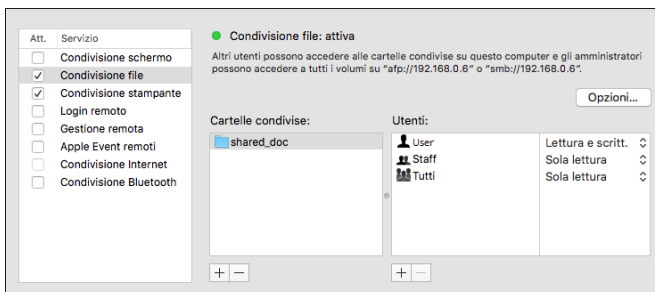 Att. Servizio
Condivisione schermo
Condivisione file
Condivisione stampante
Login remoto
Gestione remota
Apple Event remoti
Condivisione Internet
Condivisione Bluetooth
Condivisione file: attiva
Altri utenti possono accedere alle cartelle condivise su questo computer e gli amministratori
possono accedere a tutti i volumi su “afp://192.168.0.6” o “smb://192.168.0.6”.
Opzioni...
Cartelle condivise:
shared_doc
Utenti:
User Lettura e scritt.
Staff Sola lettura
Tutti Sola lettura